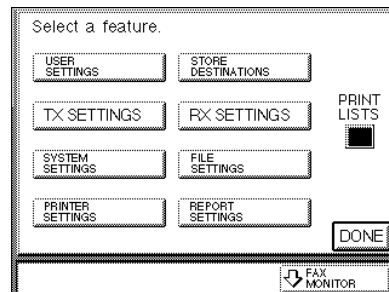 Select a feature.
USER
SETTINGS
STORE
DESTINATIONS
TX SETTINGS
RX SETTINGS
PRINT
LISTS
SYSTEM
SETTINGS
FILE
SETTINGS
PRINTER
SETTINGS
REPORT
SETTINGS
DONE
FAX
MONITOR